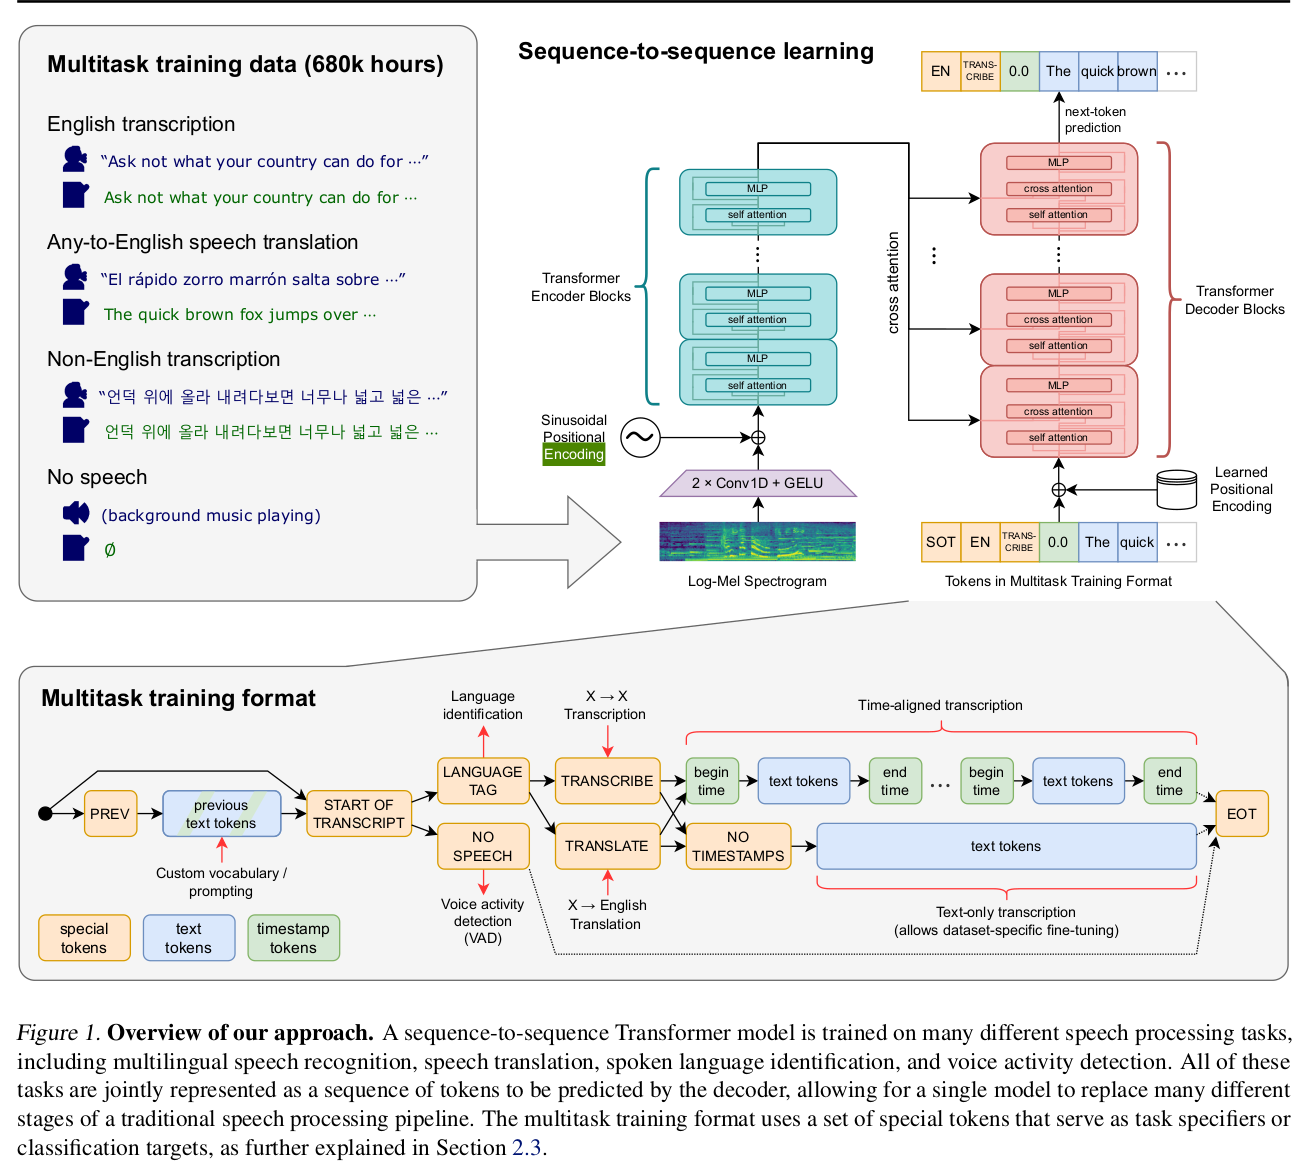 Multitask training data (680k hours)
English transcription
“Ask not what your country can do for ⋯”
Ask not what your country can do for ⋯
Any-to-English speech translation
“El rápido zorro marrón salta sobre ⋯”
The quick brown fox jumps over ⋯
Non-English transcription
“언덕 위에 올라 내려다보면 너무나 넓고 넓은 ⋯”
언덕 위에 올라 내려다보면 너무나 넓고 넓은 ⋯
No speech
(background music playing)
Ø
Sequence-to-sequence learning
EN TRANS-CRIBE 0.0 The quick brown ⋯
next-token
prediction
MLP
self attention
MLP
self attention
MLP
self attention
Transformer
Encoder Blocks
Sinusoidal
Positional
Encoding
2 × Conv1D + GELU
Log-Mel Spectrogram
cross attention
MLP
cross attention
self attention
MLP
cross attention
self attention
MLP
cross attention
self attention
Transformer
Decoder Blocks
Learned
Positional
Encoding
SOT EN TRANS-CRIBE 0.0 The quick ⋯
Tokens in Multitask Training Format
Multitask training format
Language
identification
X → X
Transcription
Time-aligned transcription
LANGUAGE
TAG
TRANSCRIBE
begin
time
text tokens
end
time
⋯
begin
time
text tokens
end
time
PREV
previous
text tokens
START OF
TRANSCRIPT
EOT
NO
SPEECH
TRANSLATE
NO
TIMESTAMPS
text tokens
Custom vocabulary /
prompting
Voice activity
detection
(VAD)
X → English
Translation
Text-only transcription
(allows dataset-specific fine-tuning)
special
tokens
text
tokens
timestamp
tokens
Figure 1. Overview of our approach. A sequence-to-sequence Transformer model is trained on many different speech processing tasks,
including multilingual speech recognition, speech translation, spoken language identification, and voice activity detection. All of these
tasks are jointly represented as a sequence of tokens to be predicted by the decoder, allowing for a single model to replace many different
stages of a traditional speech processing pipeline. The multitask training format uses a set of special tokens that serve as task specifiers or
classification targets, as further explained in Section 2.3.